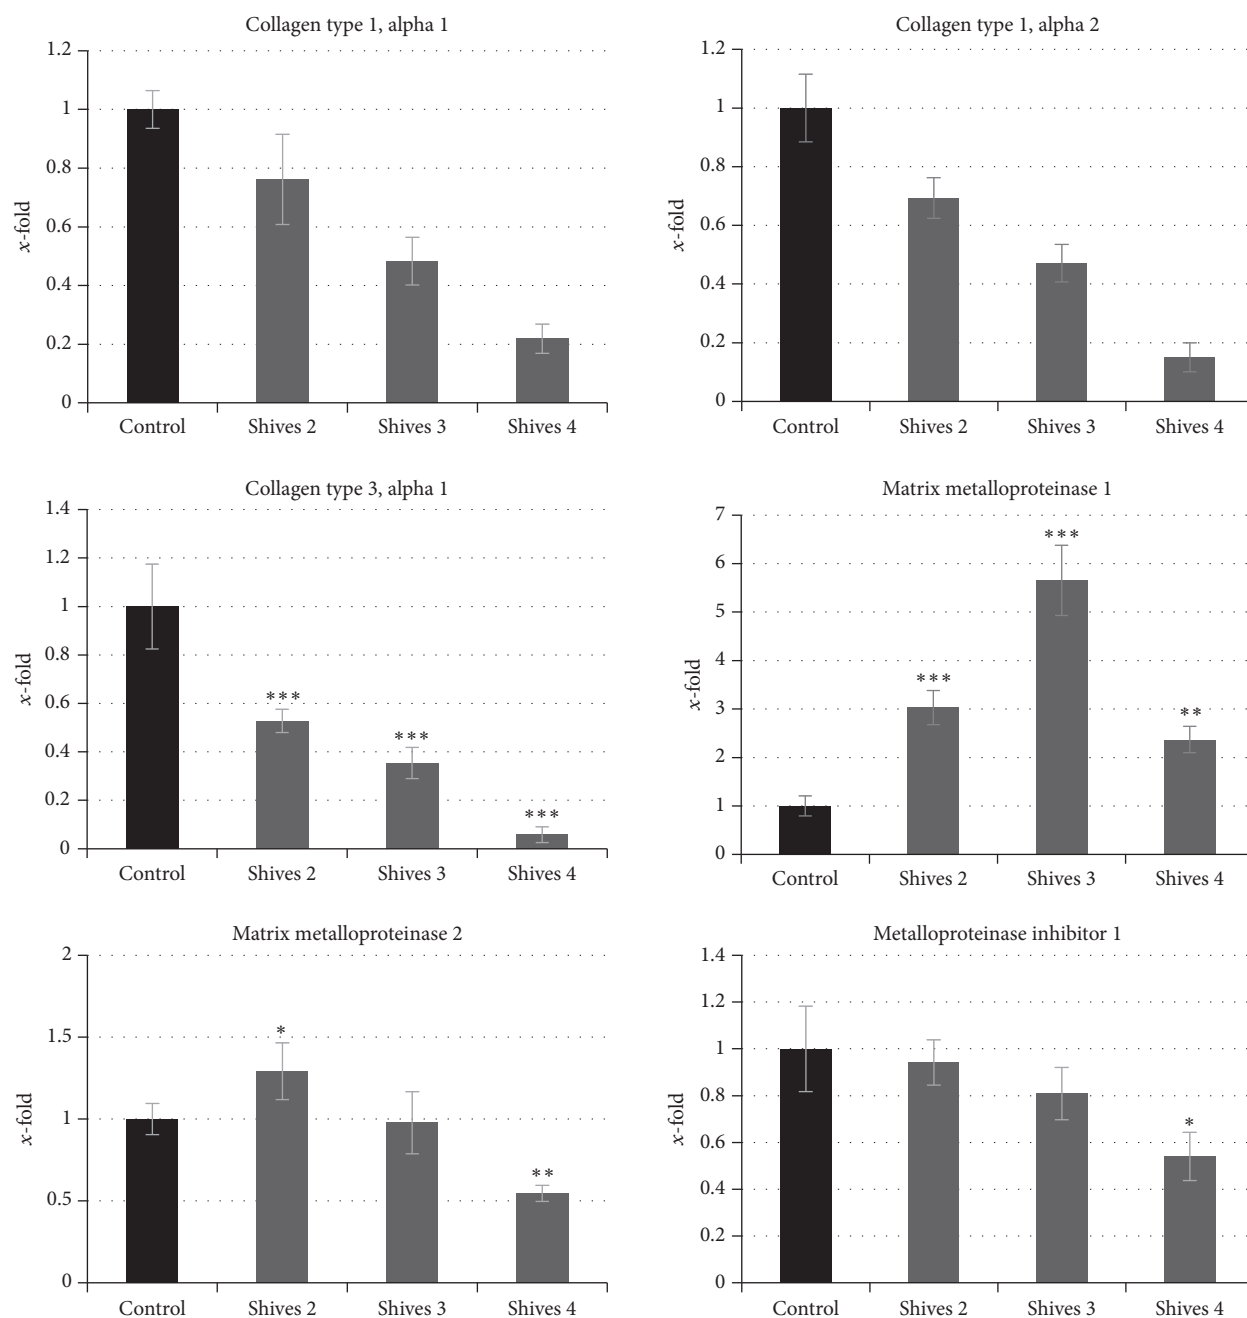 Collagen type 1, alpha 1
1.2
1
0.8
0.6
0.4
0.2
0
x-fold
Control Shives 2 Shives 3 Shives 4
Collagen type 1, alpha 2
1.2
1
0.8
0.6
0.4
0.2
0
x-fold
Control Shives 2 Shives 3 Shives 4
Collagen type 3, alpha 1
1.4
1.2
1
0.8
0.6
0.4
0.2
0
x-fold
***
***
***
Control Shives 2 Shives 3 Shives 4
Matrix metalloproteinase 1
7
6
5
4
3
2
1
0
x-fold
***
***
**
Control Shives 2 Shives 3 Shives 4
Matrix metalloproteinase 2
2
1.5
1
0.5
0
x-fold
*
**
Control Shives 2 Shives 3 Shives 4
Metalloproteinase inhibitor 1
1.4
1.2
1
0.8
0.6
0.4
0.2
0
x-fold
*
Control Shives 2 Shives 3 Shives 4